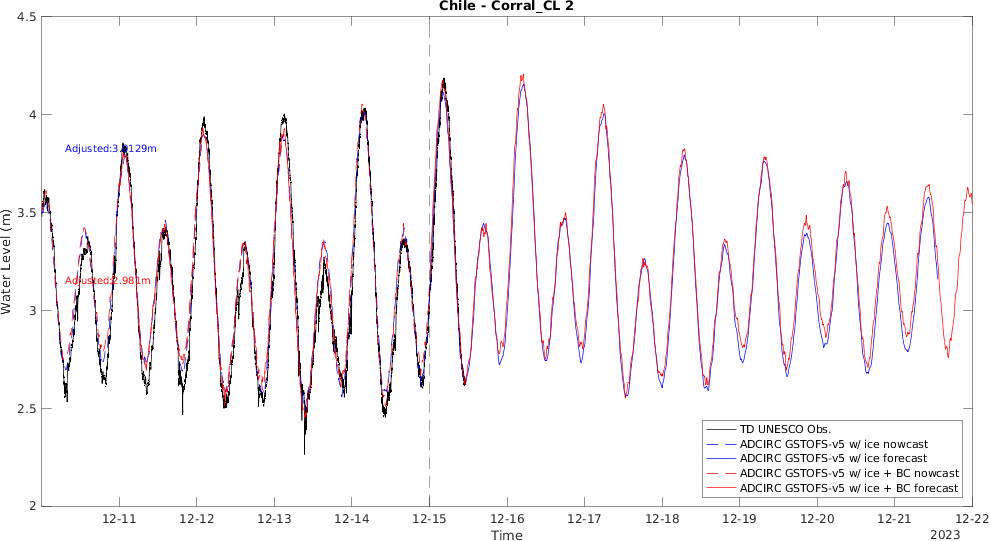 Chile - Corral_CL 2
Water Level (m)
4.5
4
3.5
3
2.5
2
Adjusted:3.
129m
Adjusted:2.981m
12-11
12-12
12-13
12-14
12-15
12-16
12-17
12-18
12-19
12-20
12-21
12-22
Time
2023
TD UNESCO Obs.
ADCIRC GSTOFS-v5 w/ ice nowcast
ADCIRC GSTOFS-v5 w/ ice forecast
ADCIRC GSTOFS-v5 w/ ice + BC nowcast
ADCIRC GSTOFS-v5 w/ ice + BC forecast